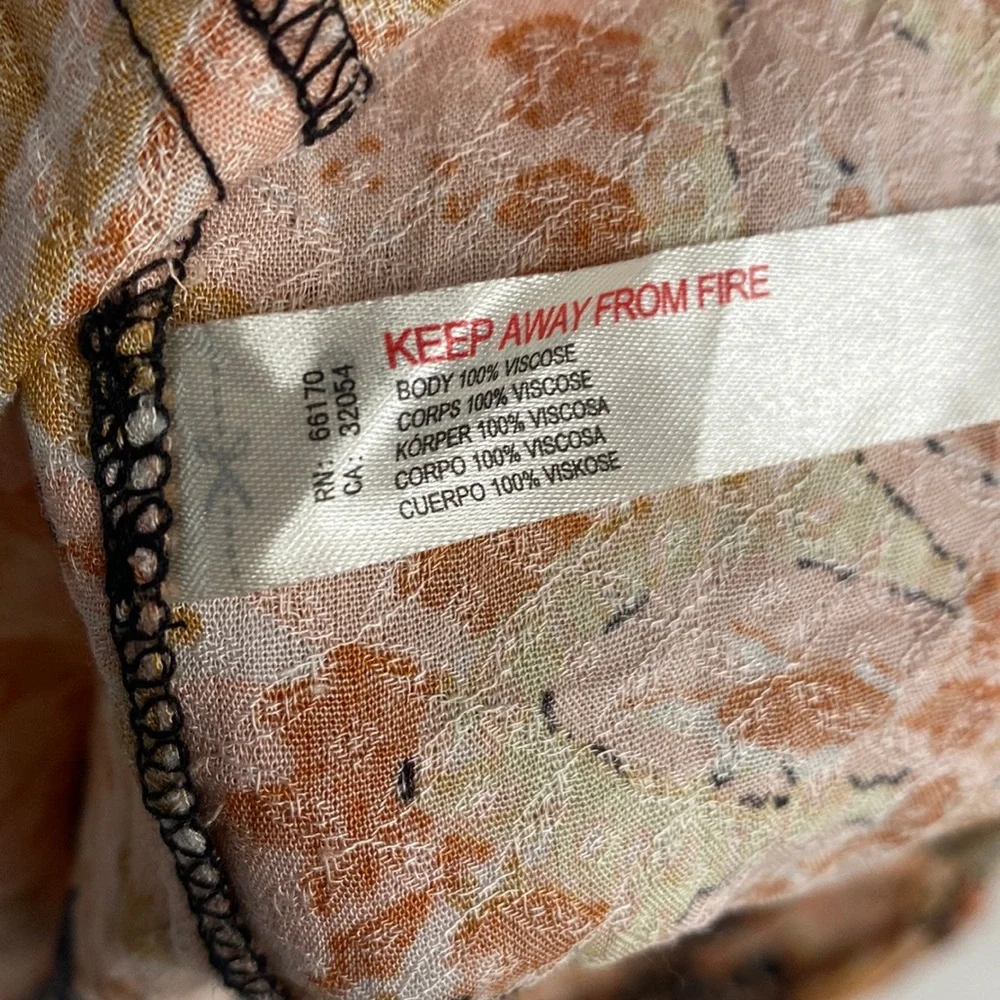 KEEP AWAY FROM FIRE
BODY 100% VISCOSE
CORPS 100% VISCOSE
KÓRPER 100% VISCOSA
CORPO 100% VISCOSA
CUERPO 100% VISKOSE
RN: 66170
CA: 32054